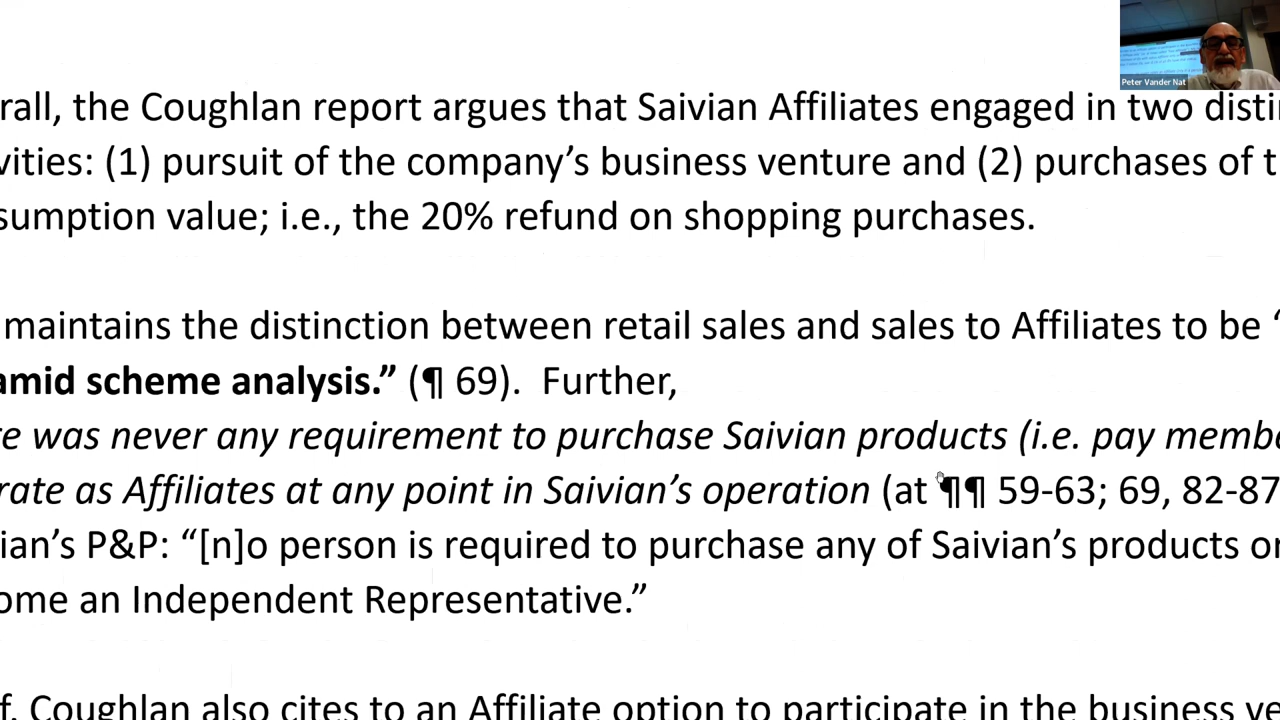 Peter Vander Nat
rall, the Coughlan report argues that Saivian Affiliates engaged in two distin
vities: (1) pursuit of the company’s business venture and (2) purchases of t
sumption value; i.e., the 20% refund on shopping purchases.
maintains the distinction between retail sales and sales to Affiliates to be “
amid scheme analysis.” (¶ 69). Further,
re was never any requirement to purchase Saivian products (i.e. pay membe
rate as Affiliates at any point in Saivian’s operation (at ¶¶ 59-63; 69, 82-87
ian’s P&P: “[n]o person is required to purchase any of Saivian’s products or
ome an Independent Representative.”
f. Coughlan also cites to an Affiliate option to participate in the business ve